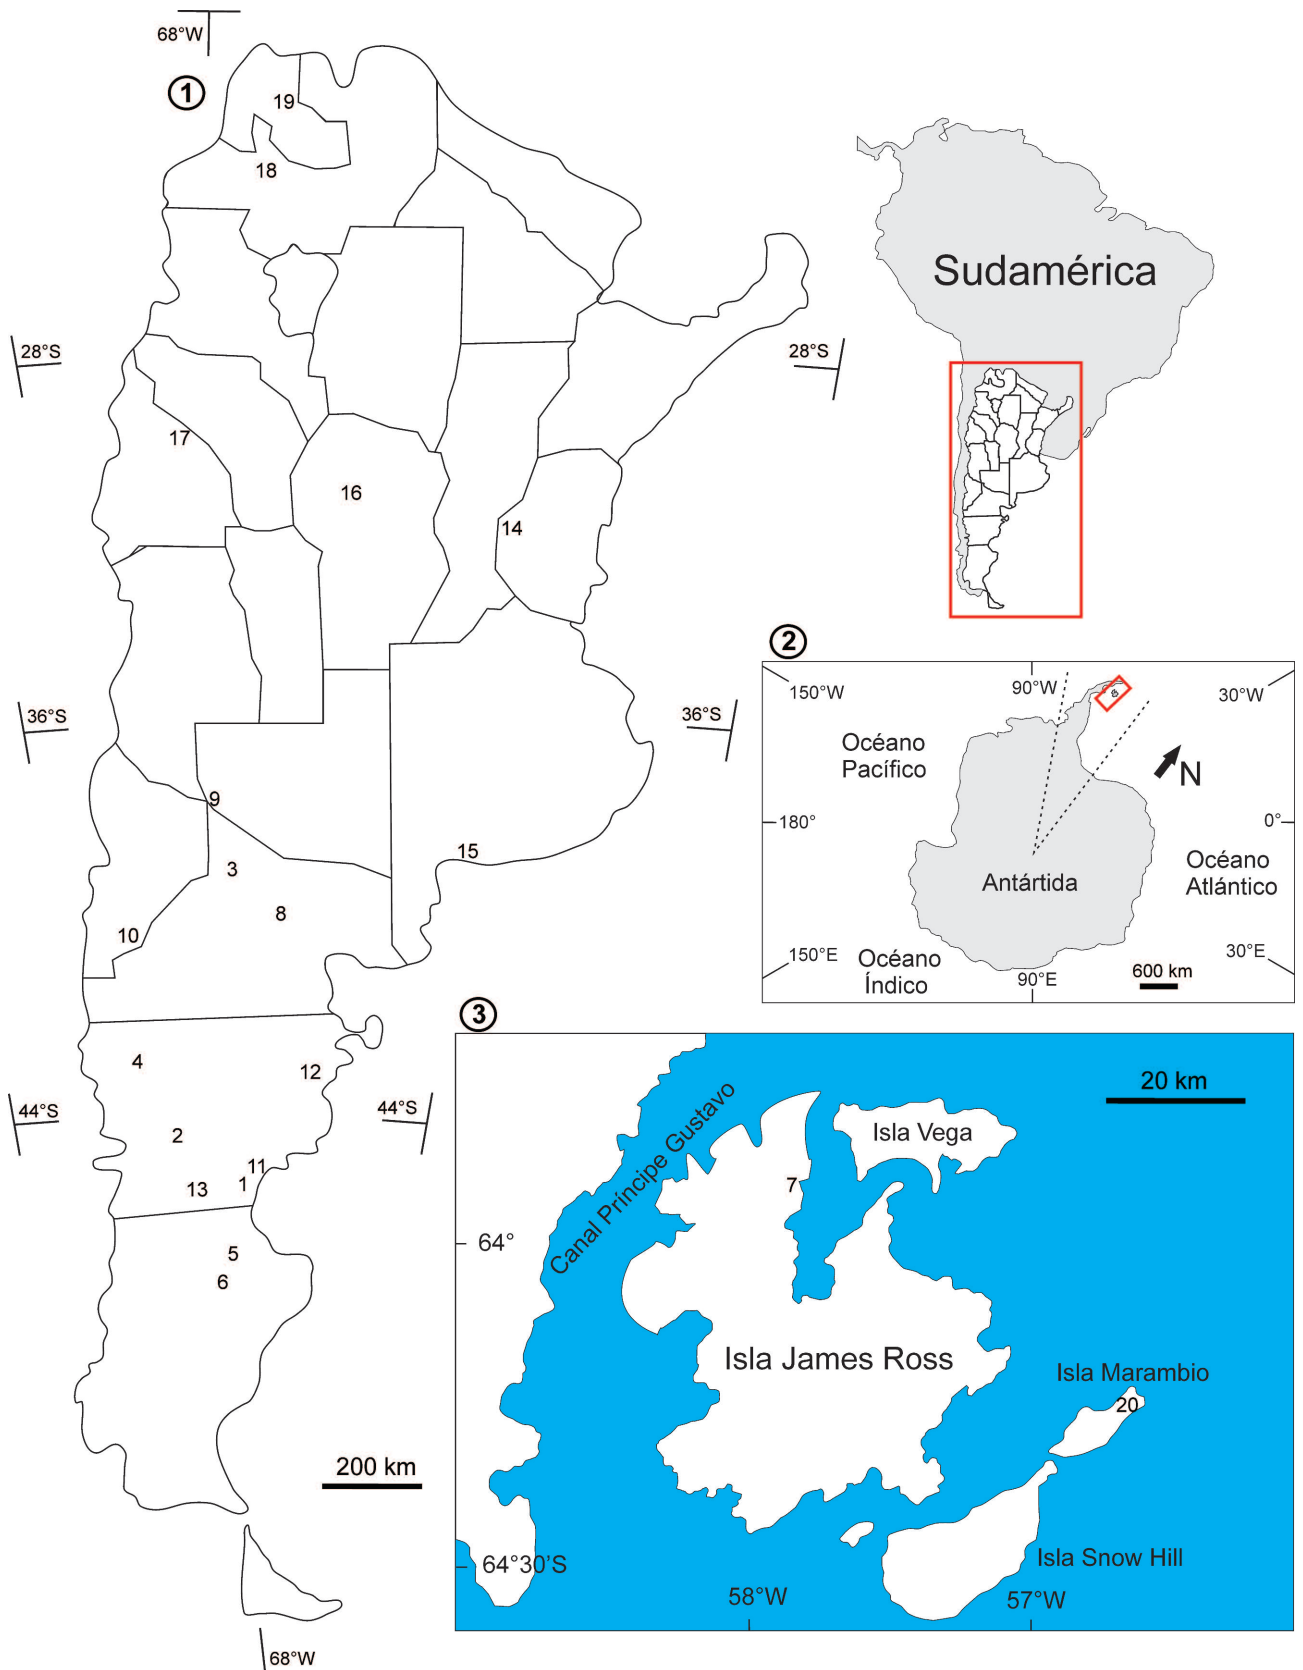 68°W
1
19
18
28°S
28°S
17
16
14
36°S
36°S
9
3
15
8
10
4
12
44°S
44°S
2
11
13
1
5
6
200 km
68°W
Sudamérica
2
150°W
90°W
30°W
Océano
Pacífico
N
180°
0°
Antártida
Océano
Atlántico
150°E
Océano
Índico
90°E
600 km
30°E
3
Canal Príncipe Gustavo
20 km
Isla Vega
7
64°
Isla James Ross
Isla Marambio
20
64°30'S
58°W
57°W
Isla Snow Hill